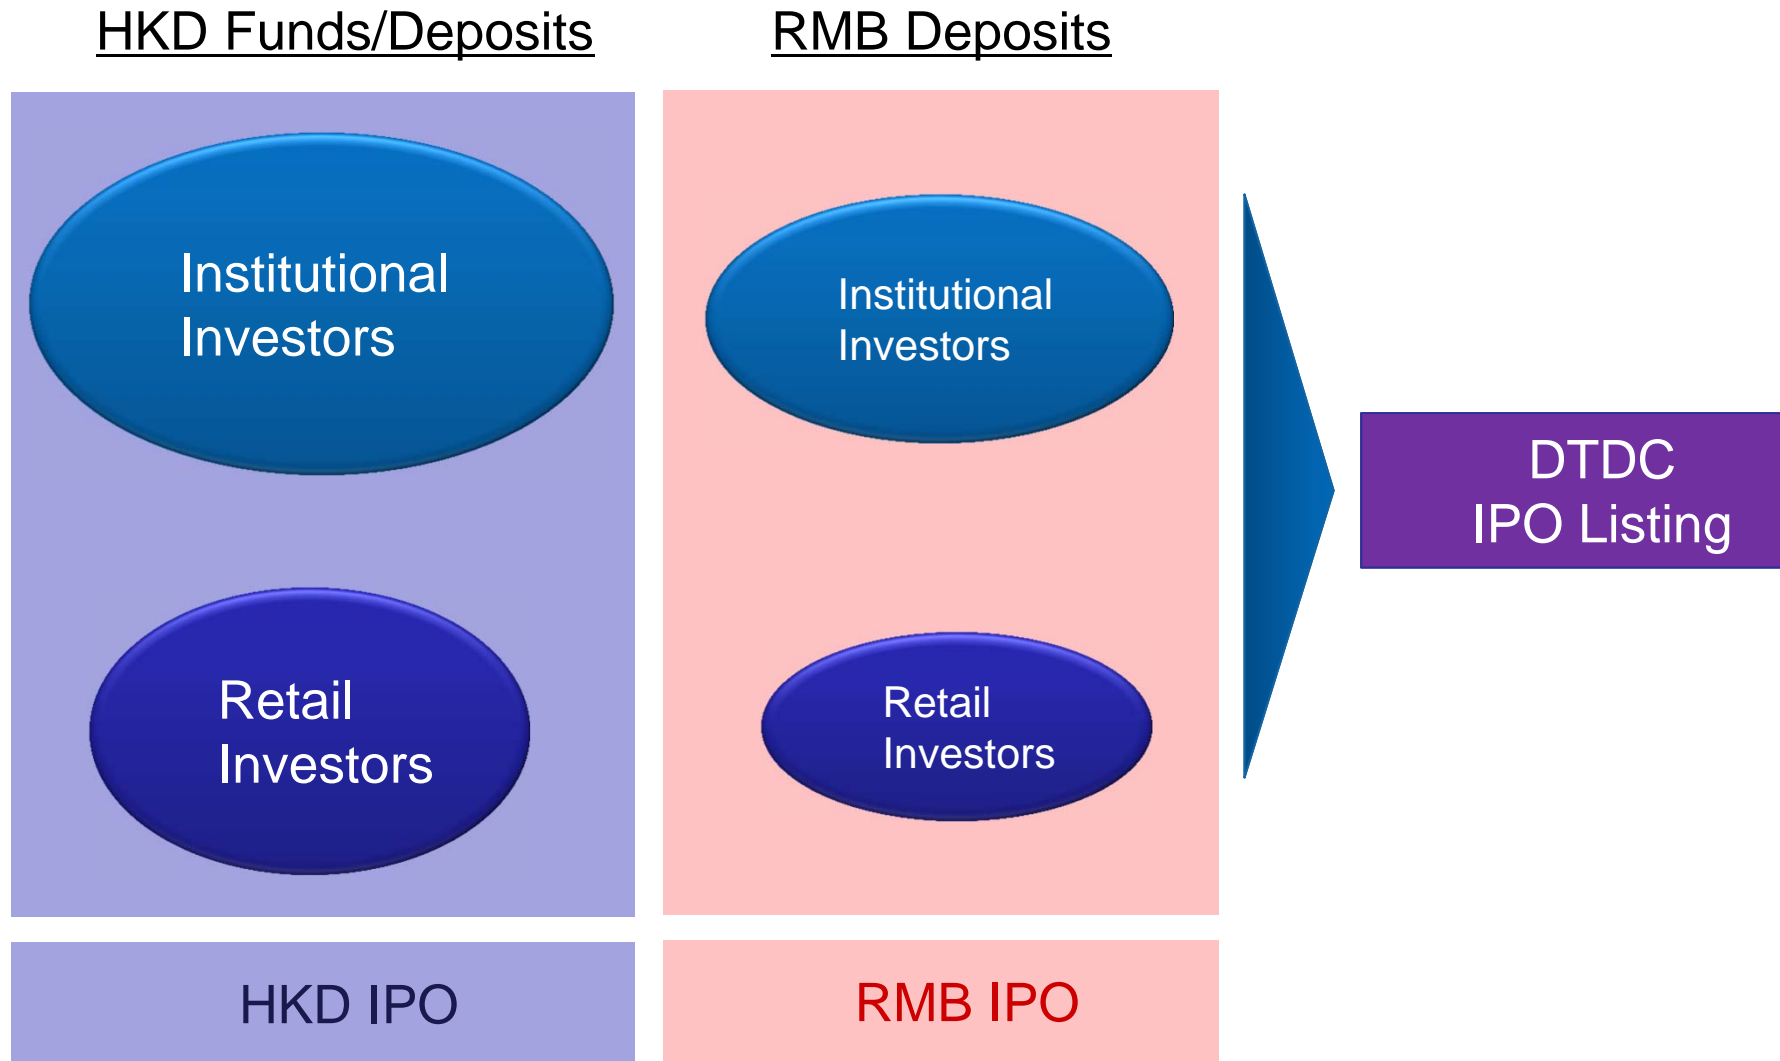 HKD Funds/Deposits
RMB Deposits
Institutional
Investors
Institutional
Investors
Retail
Investors
Retail
Investors
DTDC
IPO Listing
HKD IPO
RMB IPO